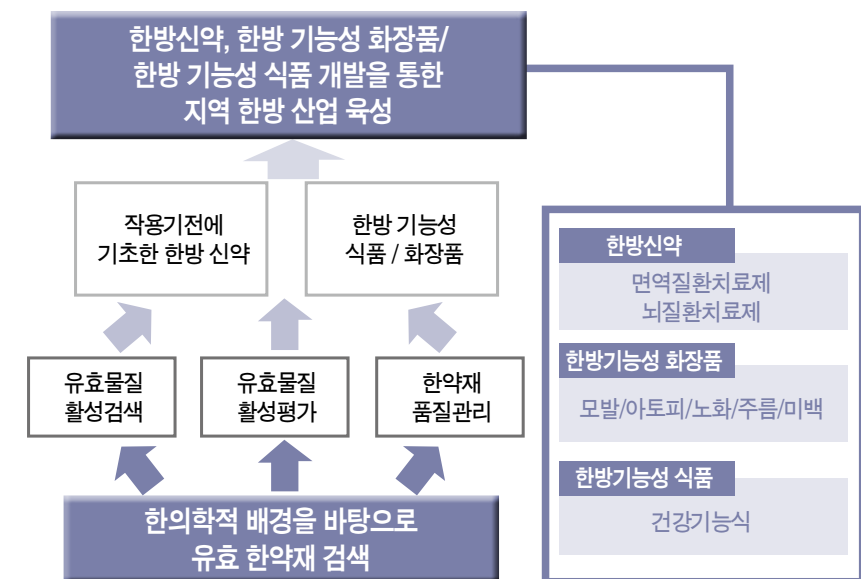 한방신약, 한방 기능성 화장품/
한방 기능성 식품 개발을 통한
지역 한방 산업 육성
작용기전에
기초한 한방 신약
한방 기능성
식품 / 화장품
유효물질
활성검색
유효물질
활성평가
한약재
품질관리
한의학적 배경을 바탕으로
유효 한약재 검색
한방신약
면역질환치료제
뇌질환치료제
한방기능성 화장품
모발/아토피/노화/주름/미백
한방기능성 식품
건강기능식